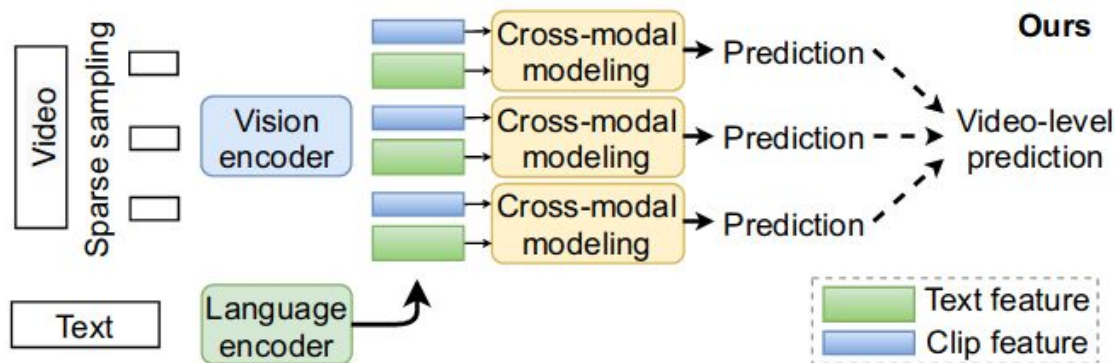 Video
Sparse sampling
Vision
encoder
Cross-modal
modeling
Prediction
Cross-modal
modeling
Prediction
Cross-modal
modeling
Prediction
Ours
Video-level
prediction
Text
Language
encoder
Text feature
Clip feature